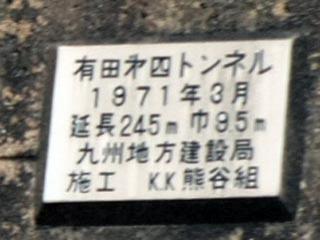 有田㐧四トンネル
1971年3月
延長245m 巾9.5m
九州地方建設局
施工 K.K熊谷組